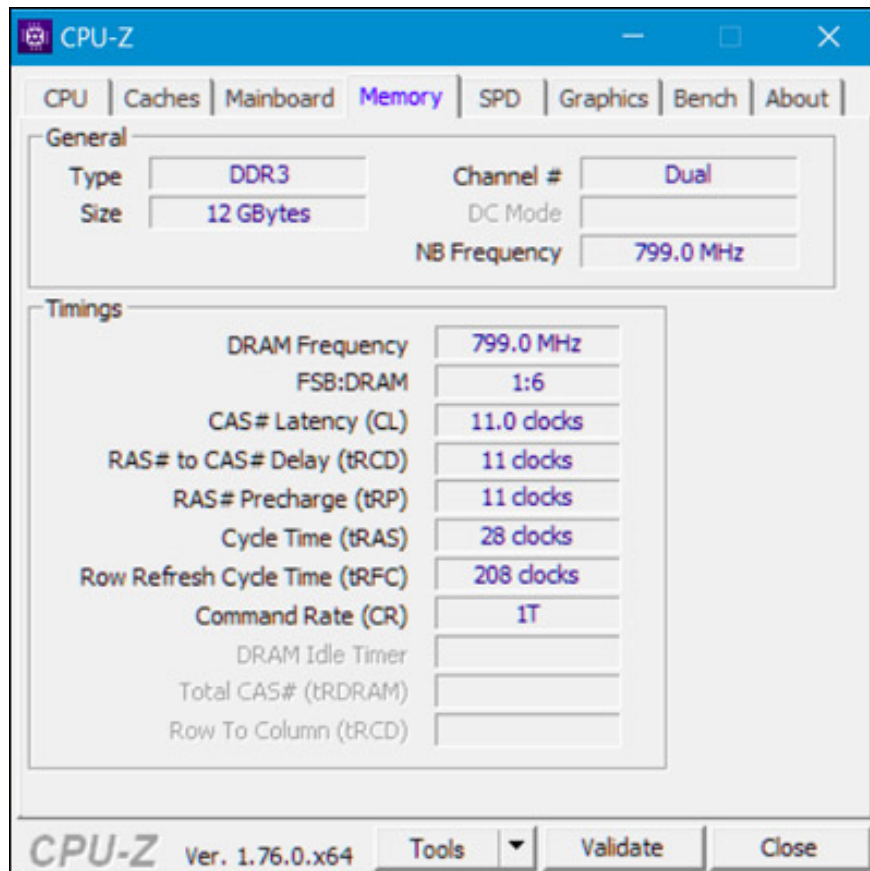 CPU-Z
CPU Caches Mainboard Memory SPD Graphics Bench About
General
Type DDR3 Channel # Dual
Size 12 GBytes DC Mode
NB Frequency 799.0 MHz
Timings
DRAM Frequency 799.0 MHz
FSB:DRAM 1:6
CAS# Latency (CL) 11.0 clocks
RAS# to CAS# Delay (tRCD) 11 clocks
RAS# Precharge (tRP) 11 clocks
Cycle Time (tRAS) 28 clocks
Row Refresh Cycle Time (tRFC) 208 clocks
Command Rate (CR) 1T
DRAM Idle Timer
Total CAS# (tRDRAM)
Row To Column (tRCD)
CPU-Z Ver. 1.76.0.x64 Tools Validate Close